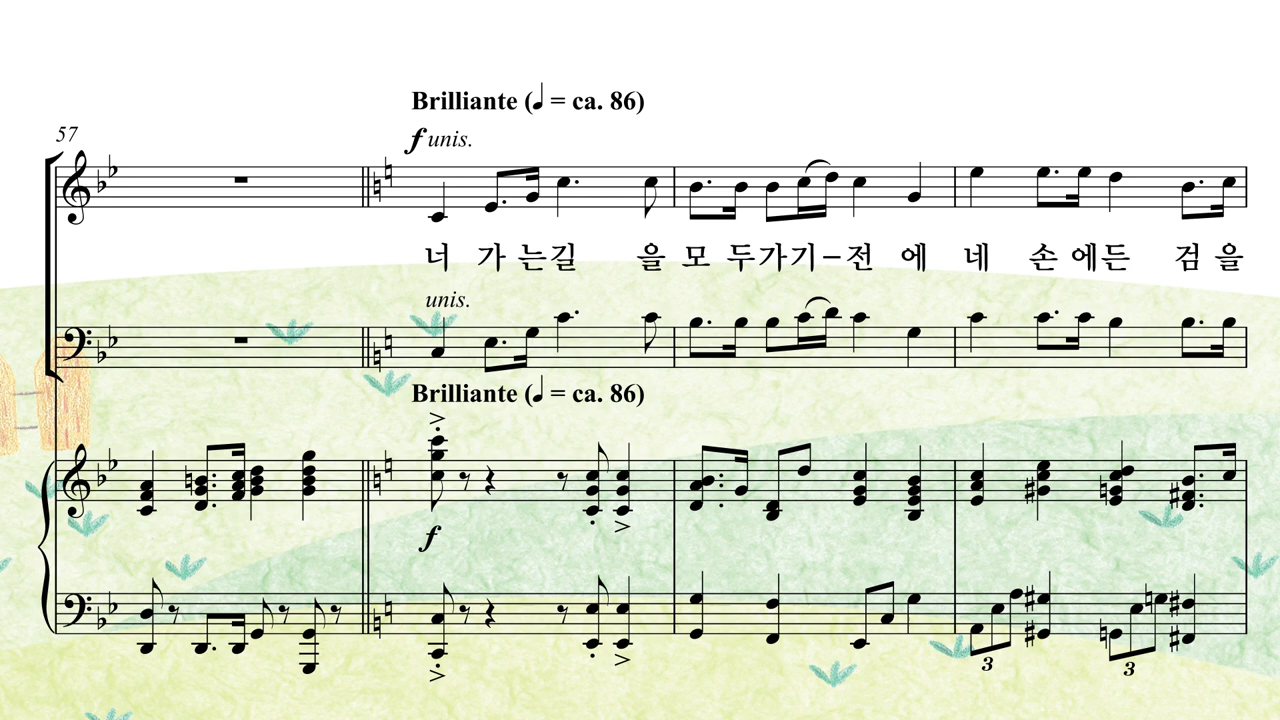 Brilliante (♩ = ca. 86)
57
f unis.
너 가 는길 을 모 두가기–전 에 네 손 에든 검 을
unis.
Brilliante (♩ = ca. 86)
f
3 3